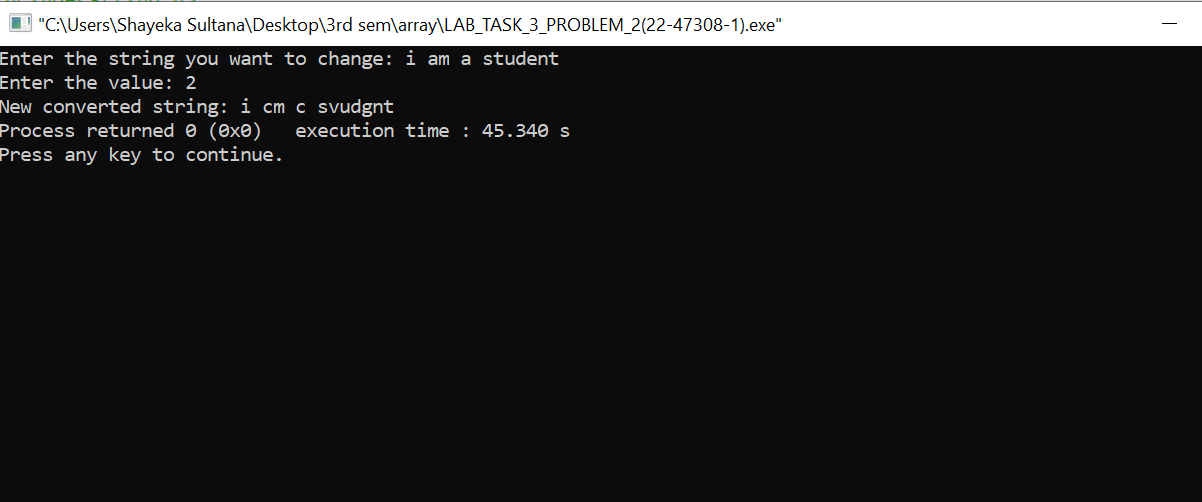 "C:\Users\Shayeka Sultana\Desktop\3rd sem\array\LAB_TASK_3_PROBLEM_2(22-47308-1).exe"
Enter the string you want to change: i am a student
Enter the value: 2
New converted string: i cm c svudgnt
Process returned 0 (0x0)   execution time : 45.340 s
Press any key to continue.